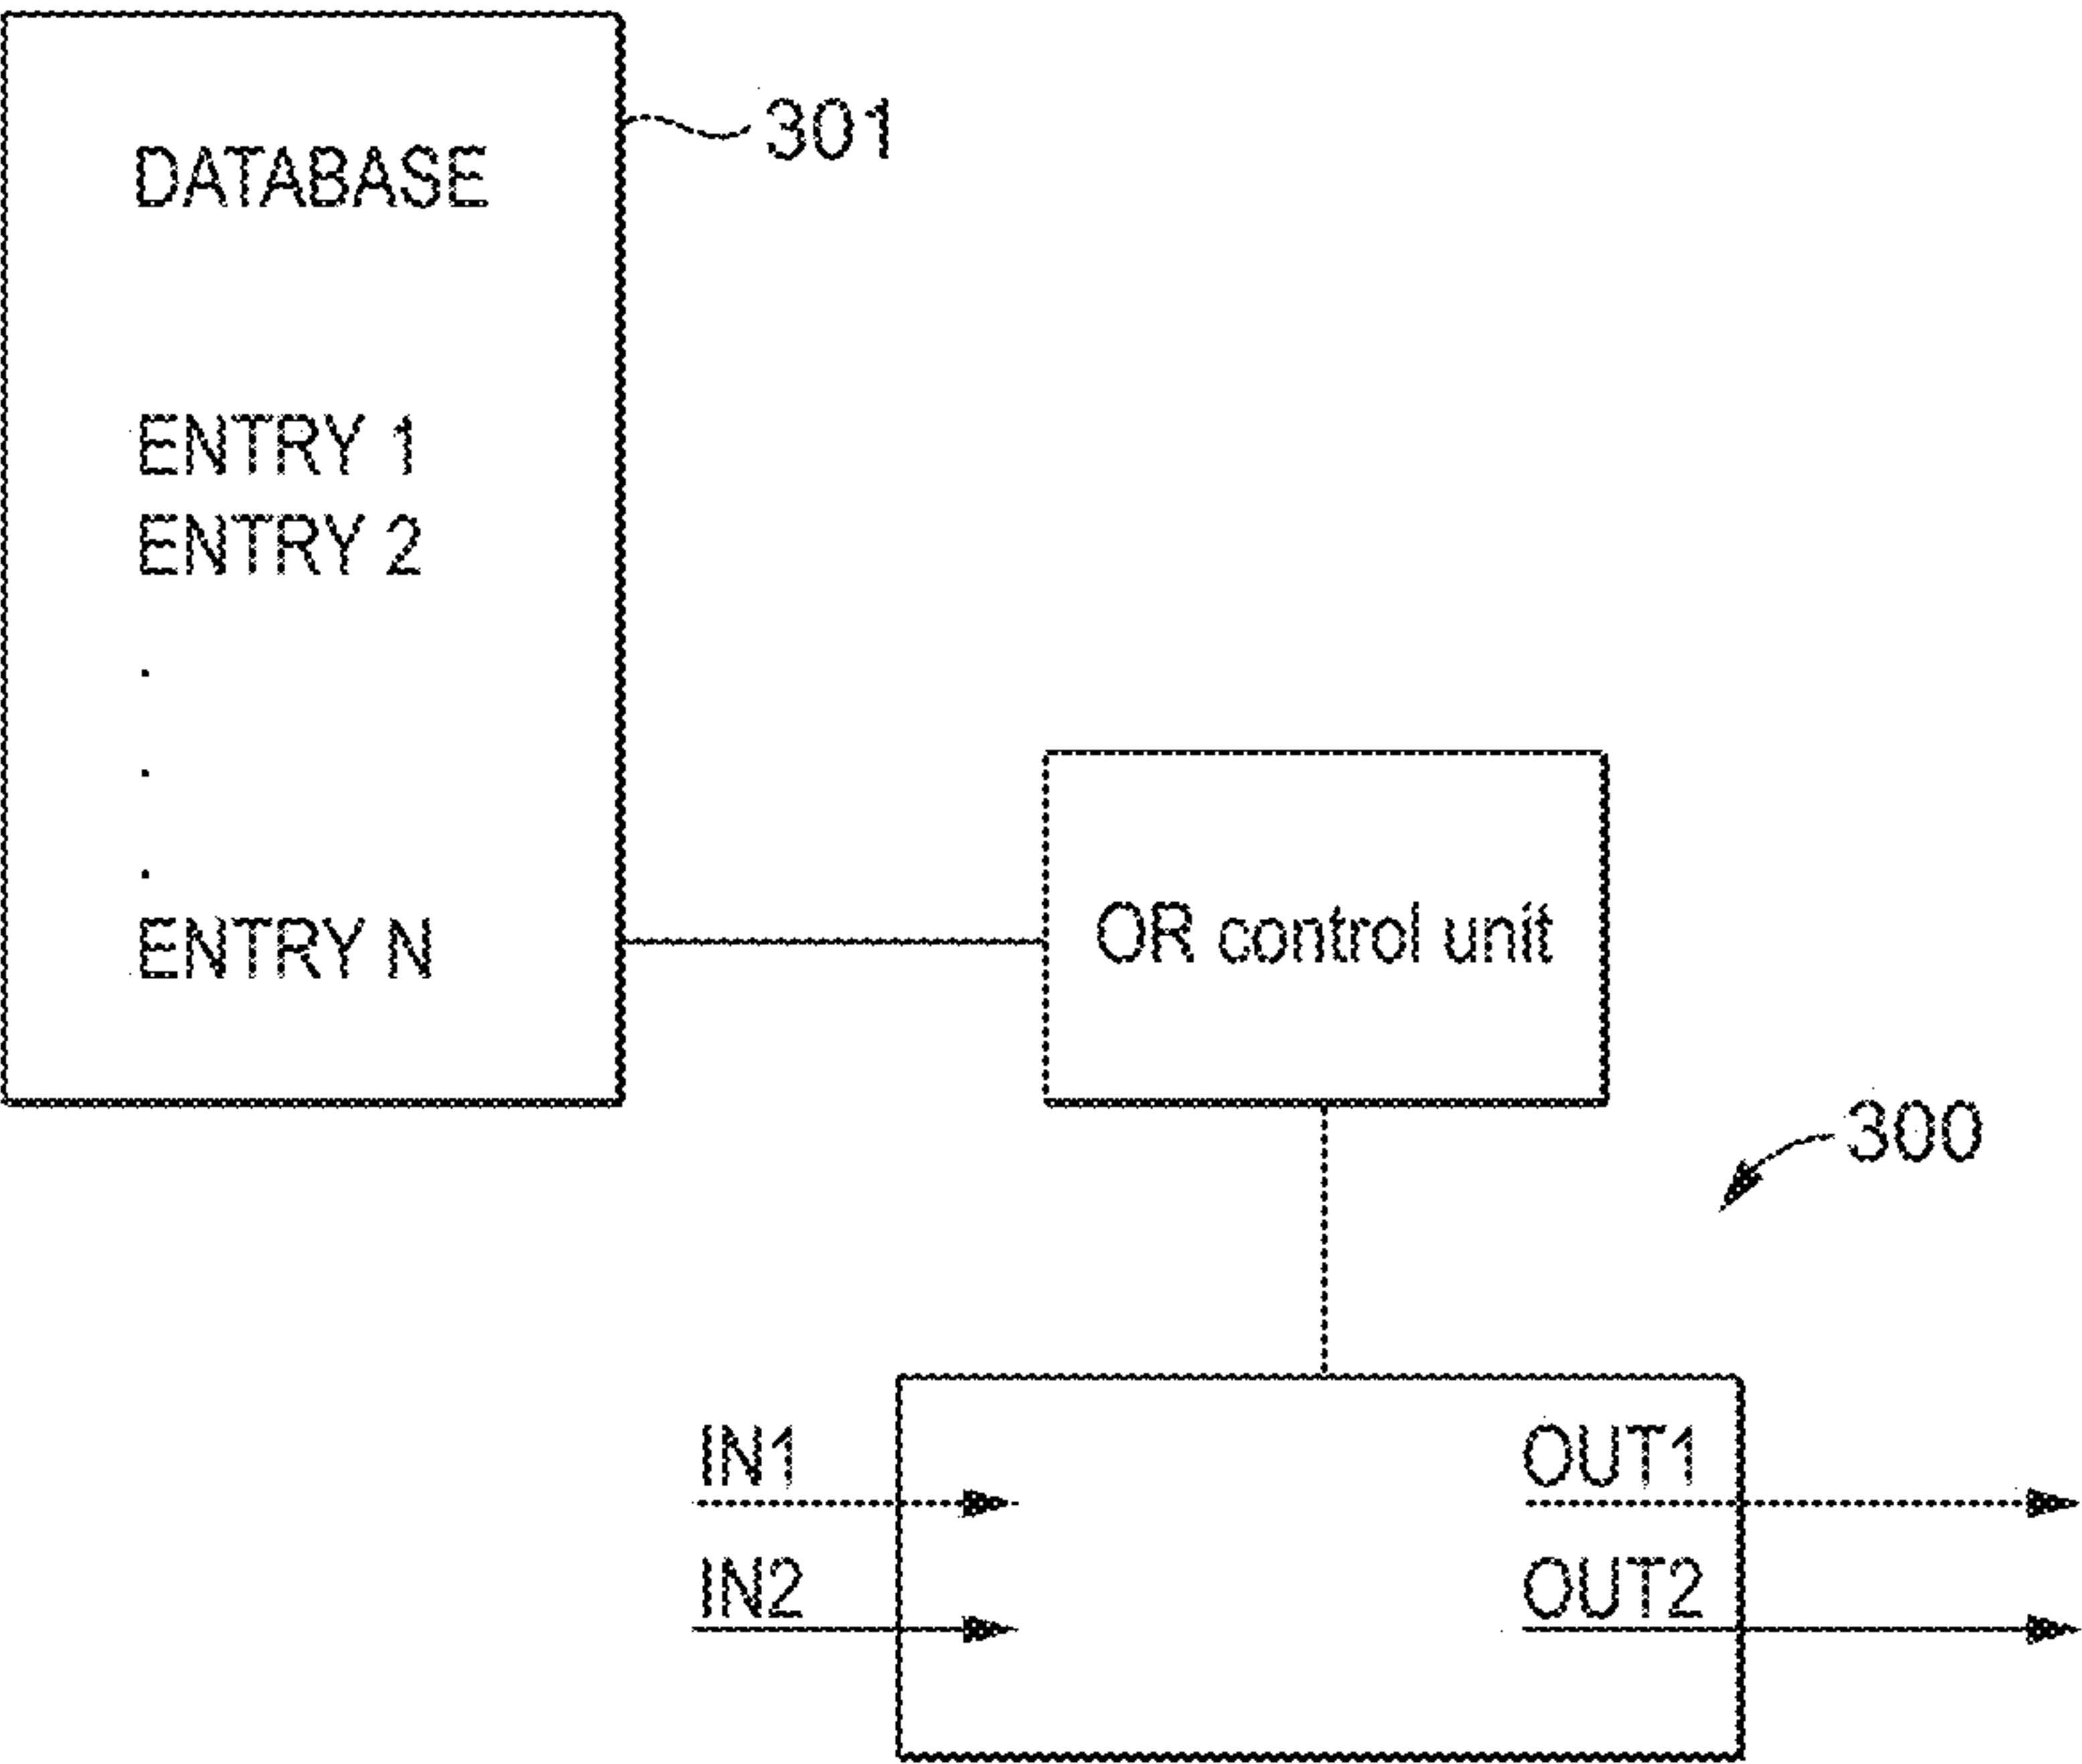 301
DATABASE
ENTRY 1
ENTRY 2
.
.
.
ENTRY N
OR control unit
300
IN1
OUT1
IN2
OUT2